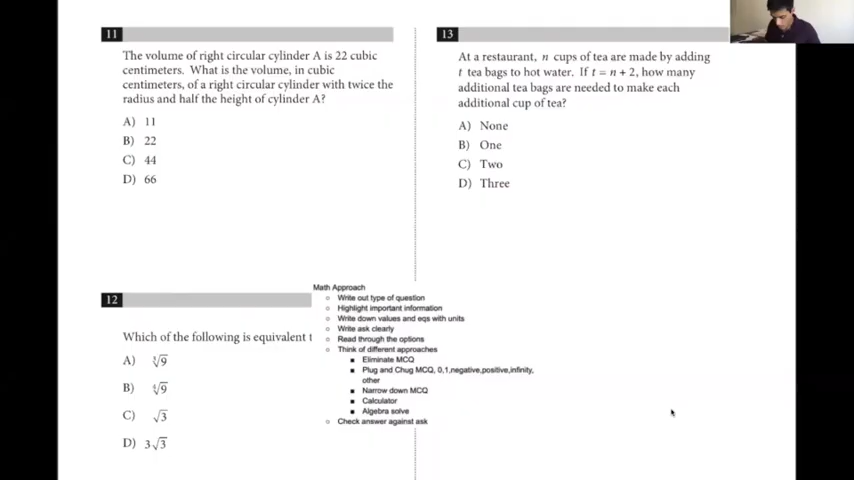 11
The volume of right circular cylinder A is 22 cubic
centimeters. What is the volume, in cubic
centimeters, of a right circular cylinder with twice the
radius and half the height of cylinder A?
A) 11
B) 22
C) 44
D) 66
12
Which of the following is equivalent t
A) ∛9
B) ∜9
C) √3
D) 3√3
13
At a restaurant, n cups of tea are made by adding
t tea bags to hot water. If t = n + 2, how many
additional tea bags are needed to make each
additional cup of tea?
A) None
B) One
C) Two
D) Three
Math Approach
Write out type of question
Highlight important information
Write down values and eqs with units
Write ask clearly
Read through the options
Think of different approaches
Eliminate MCQ
Plug and Chug MCQ, 0,1,negative,positive,infinity,
other
Narrow down MCQ
Calculator
Algebra solve
Check answer against ask